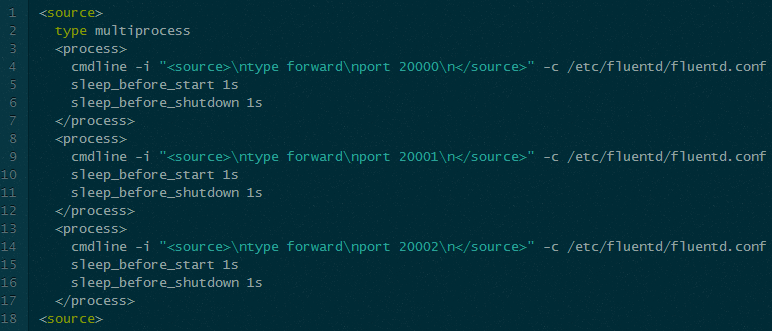 1 <source>
2 type multiprocess
3 <process>
4 cmdline -i "<source>\ntype forward\nport 20000\n</source>" -c /etc/fluentd/fluentd.conf
5 sleep_before_start 1s
6 sleep_before_shutdown 1s
7 </process>
8 <process>
9 cmdline -i "<source>\ntype forward\nport 20001\n</source>" -c /etc/fluentd/fluentd.conf
10 sleep_before_start 1s
11 sleep_before_shutdown 1s
12 </process>
13 <process>
14 cmdline -i "<source>\ntype forward\nport 20002\n</source>" -c /etc/fluentd/fluentd.conf
15 sleep_before_start 1s
16 sleep_before_shutdown 1s
17 </process>
18 <source>